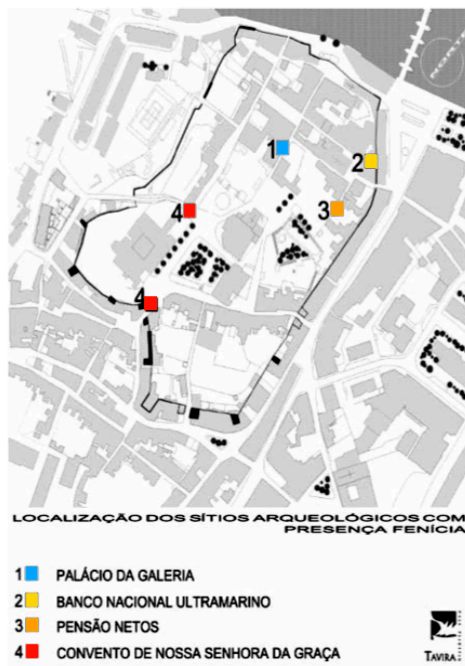 NORTE
1
2
3
4
4
LOCALIZAÇÃO DOS SÍTIOS ARQUEOLÓGICOS COM
PRESENÇA FENÍCIA
1 PALÁCIO DA GALERIA
2 BANCO NACIONAL ULTRAMARINO
3 PENSÃO NETOS
4 CONVENTO DE NOSSA SENHORA DA GRAÇA
TAVIRA